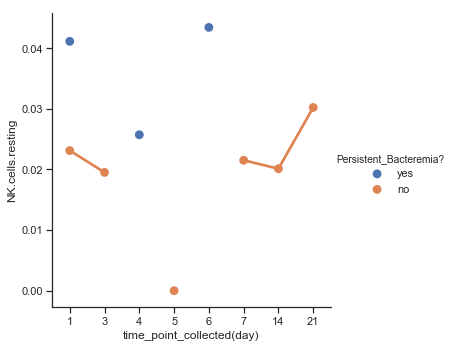 0.04
0.03
0.02
0.01
0.00
NK.cells.resting
1 3 4 5 6 7 14 21
time_point_collected(day)
Persistent_Bacteremia?
yes
no